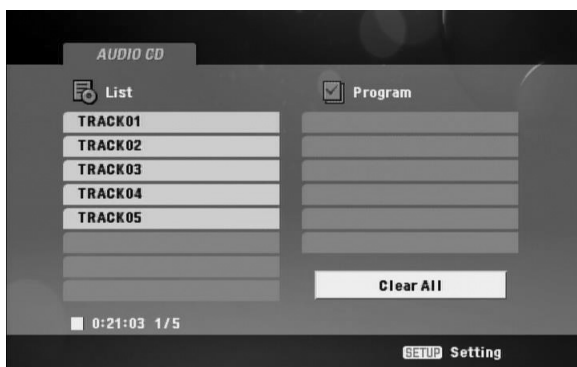 AUDIO CD
List
Program
TRACK01
TRACK02
TRACK03
TRACK04
TRACK05
Clear All
0:21:03 1/5
SETUP Setting